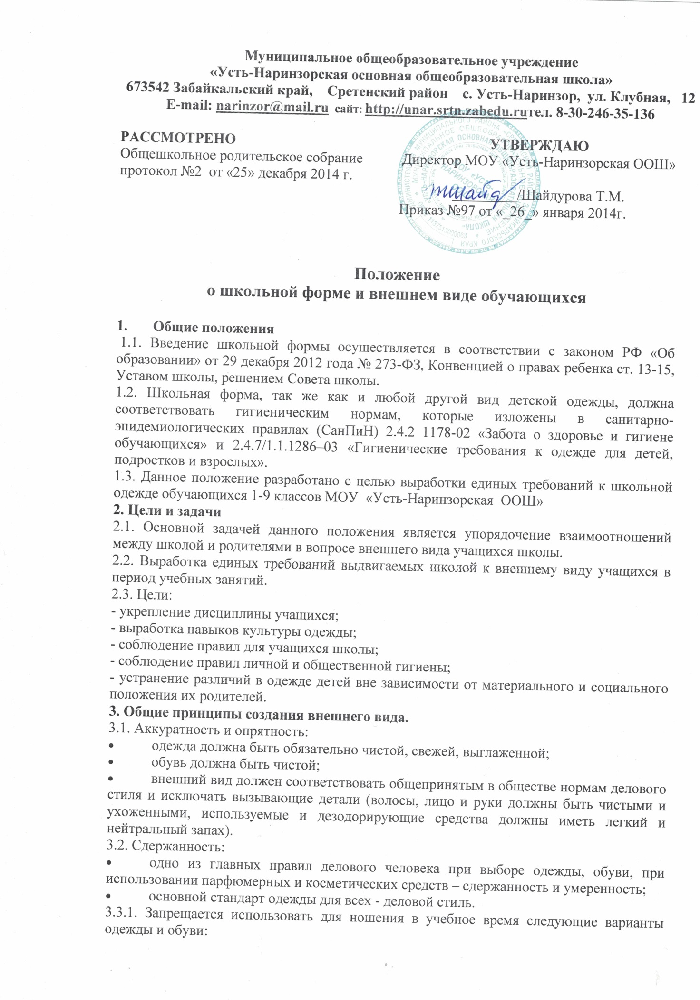 Муниципальное общеобразовательное учреждение
«Усть-Наринзорская основная общеобразовательная школа»
673542 Забайкальский край, Сретенский район с. Усть-Наринзор, ул. Клубная, 12
E-mail: narinzor@mail.ru сайт: http://unar.srtn.zabedu.ruтел. 8-30-246-35-136
РАССМОТРЕНО
Общешкольное родительское собрание
протокол №2 от «25» декабря 2014 г.
УТВЕРЖДАЮ
Директор МОУ «Усть-Наринзорская ООШ»
/Шайдурова Т.М.
Приказ №97 от «_26_» января 2014г.
МОУ «УСТЬ-
НАРИНЗОРСКАЯ
1137513000063
Положение
о школьной форме и внешнем виде обучающихся
1. Общие положения
1.1. Введение школьной формы осуществляется в соответствии с законом РФ «Об
образовании» от 29 декабря 2012 года № 273-ФЗ, Конвенцией о правах ребенка ст. 13-15,
Уставом школы, решением Совета школы.
1.2. Школьная форма, так же как и любой другой вид детской одежды, должна
соответствовать гигиеническим нормам, которые изложены в санитарно-
эпидемиологических правилах (СанПиН) 2.4.2 1178-02 «Забота о здоровье и гигиене
обучающихся» и 2.4.7/1.1.1286–03 «Гигиенические требования к одежде для детей,
подростков и взрослых».
1.3. Данное положение разработано с целью выработки единых требований к школьной
одежде обучающихся 1-9 классов МОУ «Усть-Наринзорская ООШ»
2. Цели и задачи
2.1. Основной задачей данного положения является упорядочение взаимоотношений
между школой и родителями в вопросе внешнего вида учащихся школы.
2.2. Выработка единых требований выдвигаемых школой к внешнему виду учащихся в
период учебных занятий.
2.3. Цели:
- укрепление дисциплины учащихся;
- выработка навыков культуры одежды;
- соблюдение правил для учащихся школы;
- соблюдение правил личной и общественной гигиены;
- устранение различий в одежде детей вне зависимости от материального и социального
положения их родителей.
3. Общие принципы создания внешнего вида.
3.1. Аккуратность и опрятность:
• одежда должна быть обязательно чистой, свежей, выглаженной;
• обувь должна быть чистой;
• внешний вид должен соответствовать общепринятым в обществе нормам делового
стиля и исключать вызывающие детали (волосы, лицо и руки должны быть чистыми и
ухоженными, используемые и дезодорирующие средства должны иметь легкий и
нейтральный запах).
3.2. Сдержанность:
• одно из главных правил делового человека при выборе одежды, обуви, при
использовании парфюмерных и косметических средств – сдержанность и умеренность;
• основной стандарт одежды для всех - деловой стиль.
3.3.1. Запрещается использовать для ношения в учебное время следующие варианты
одежды и обуви: